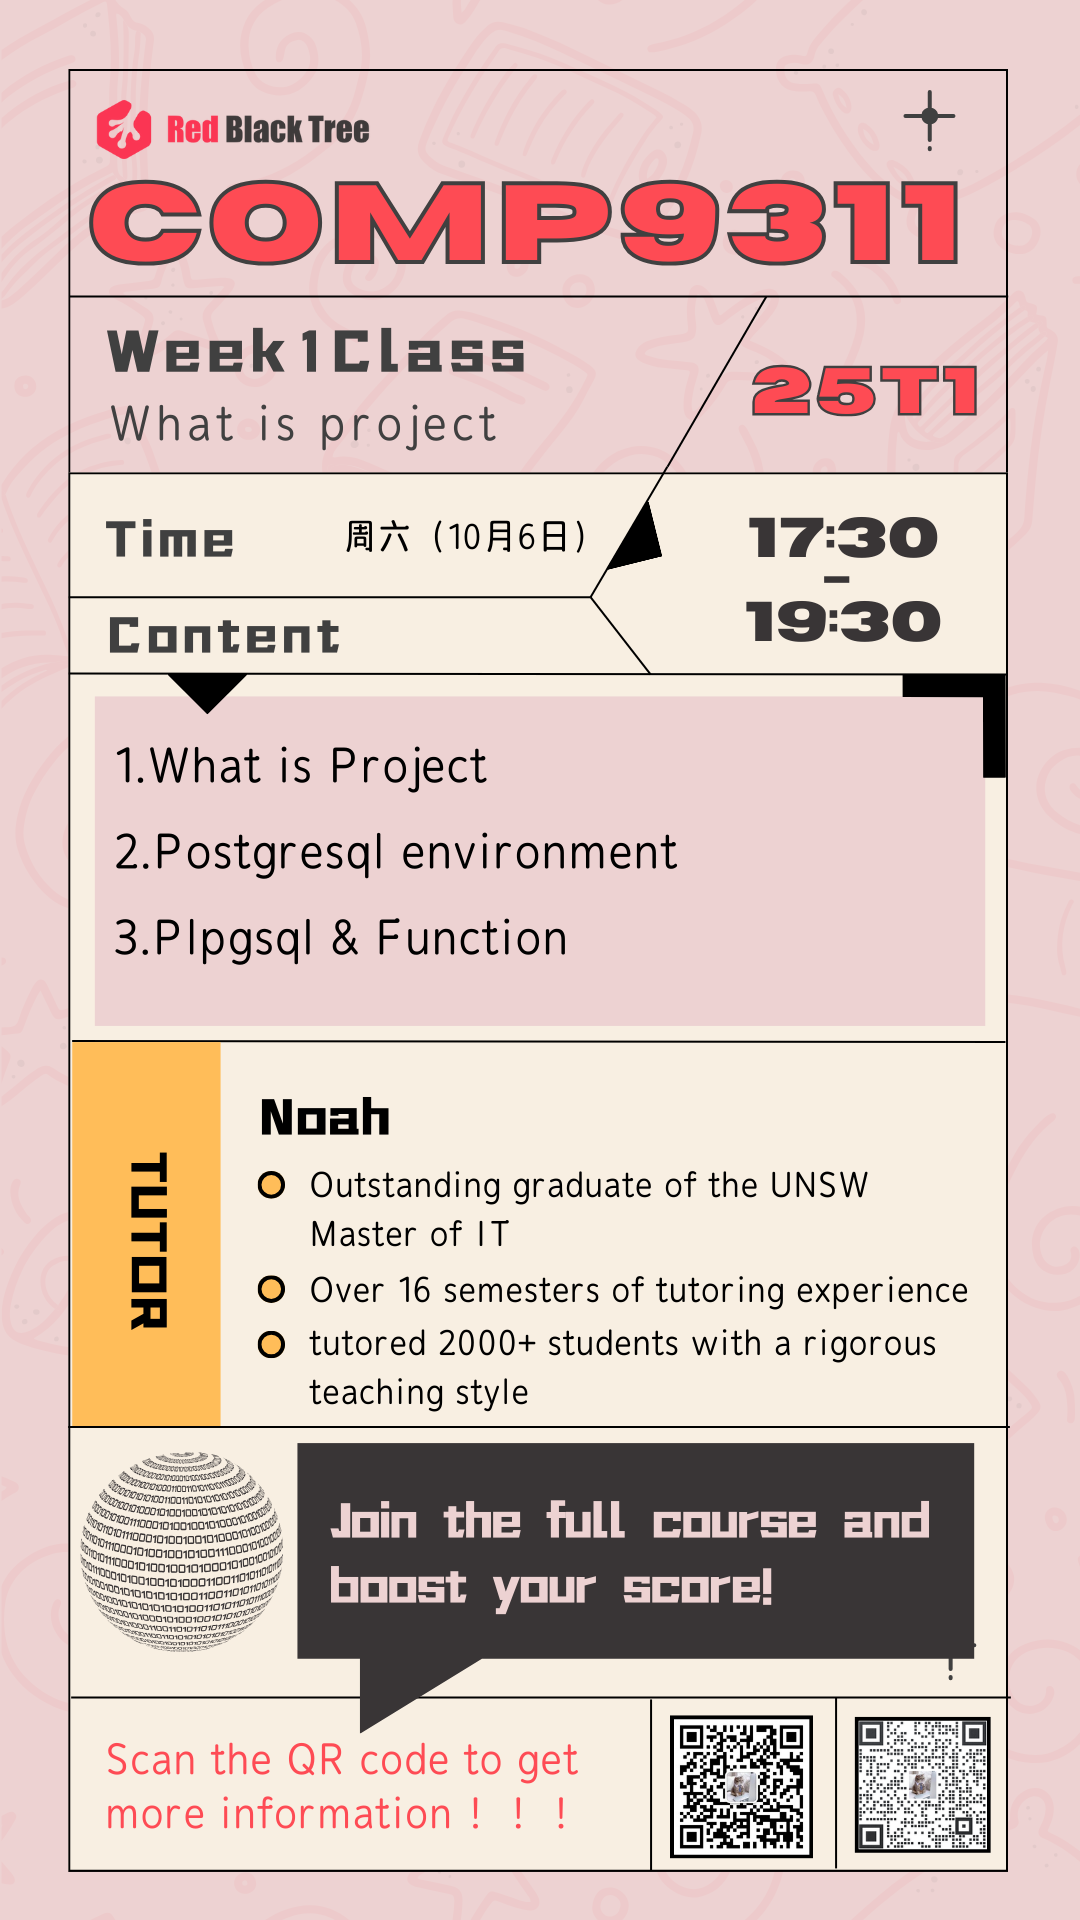 Red Black Tree
COMP9311
Week1Class
What is project
25T1
Time
周六（10月6日）
17:30
–
19:30
Content
1.What is Project
2.Postgresql environment
3.Plpgsql & Function
TUTOR
Noah
Outstanding graduate of the UNSW
Master of IT
Over 16 semesters of tutoring experience
tutored 2000+ students with a rigorous
teaching style
Join the full course and
boost your score!
Scan the QR code to get
more information！！！